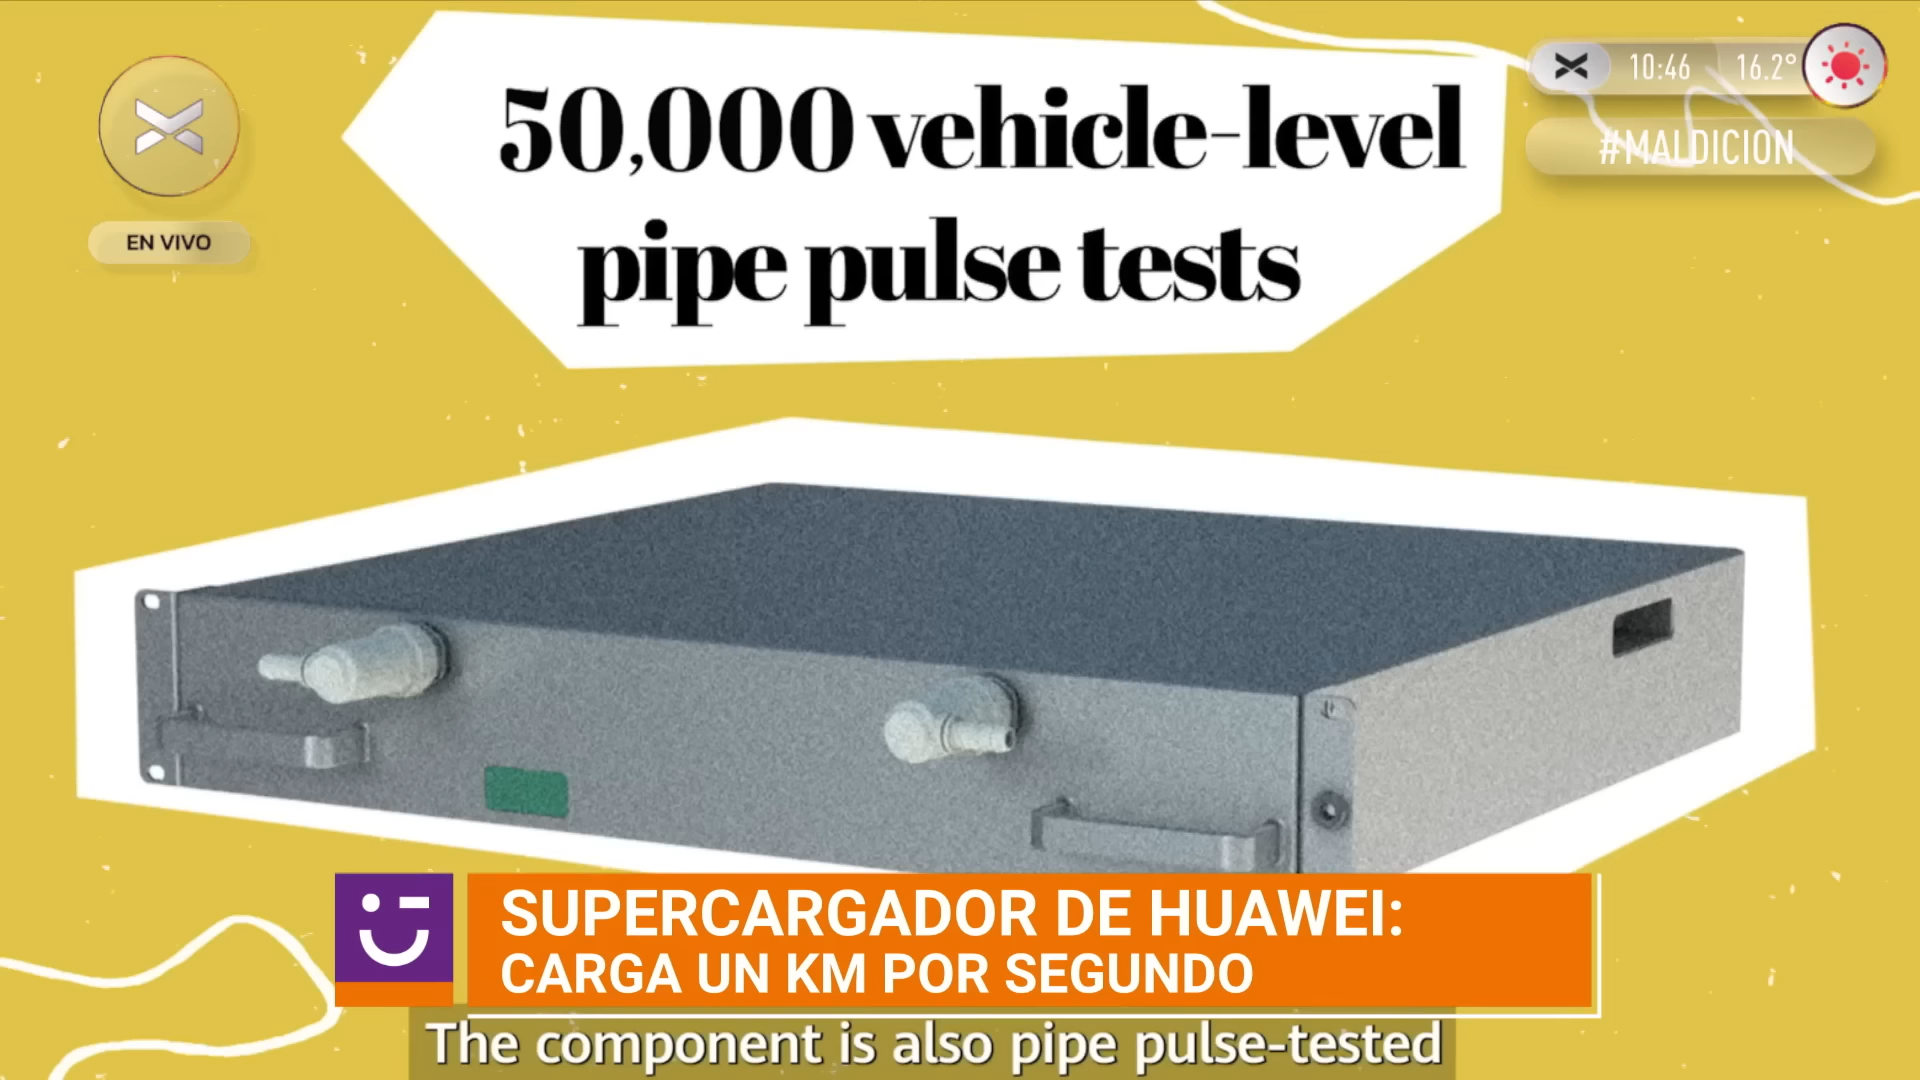 50,000 vehicle-level
pipe pulse tests
10:46 16.2°
#MALDICION
EN VIVO
SUPERCARGADOR DE HUAWEI:
CARGA UN KM POR SEGUNDO
The component is also pipe pulse-tested